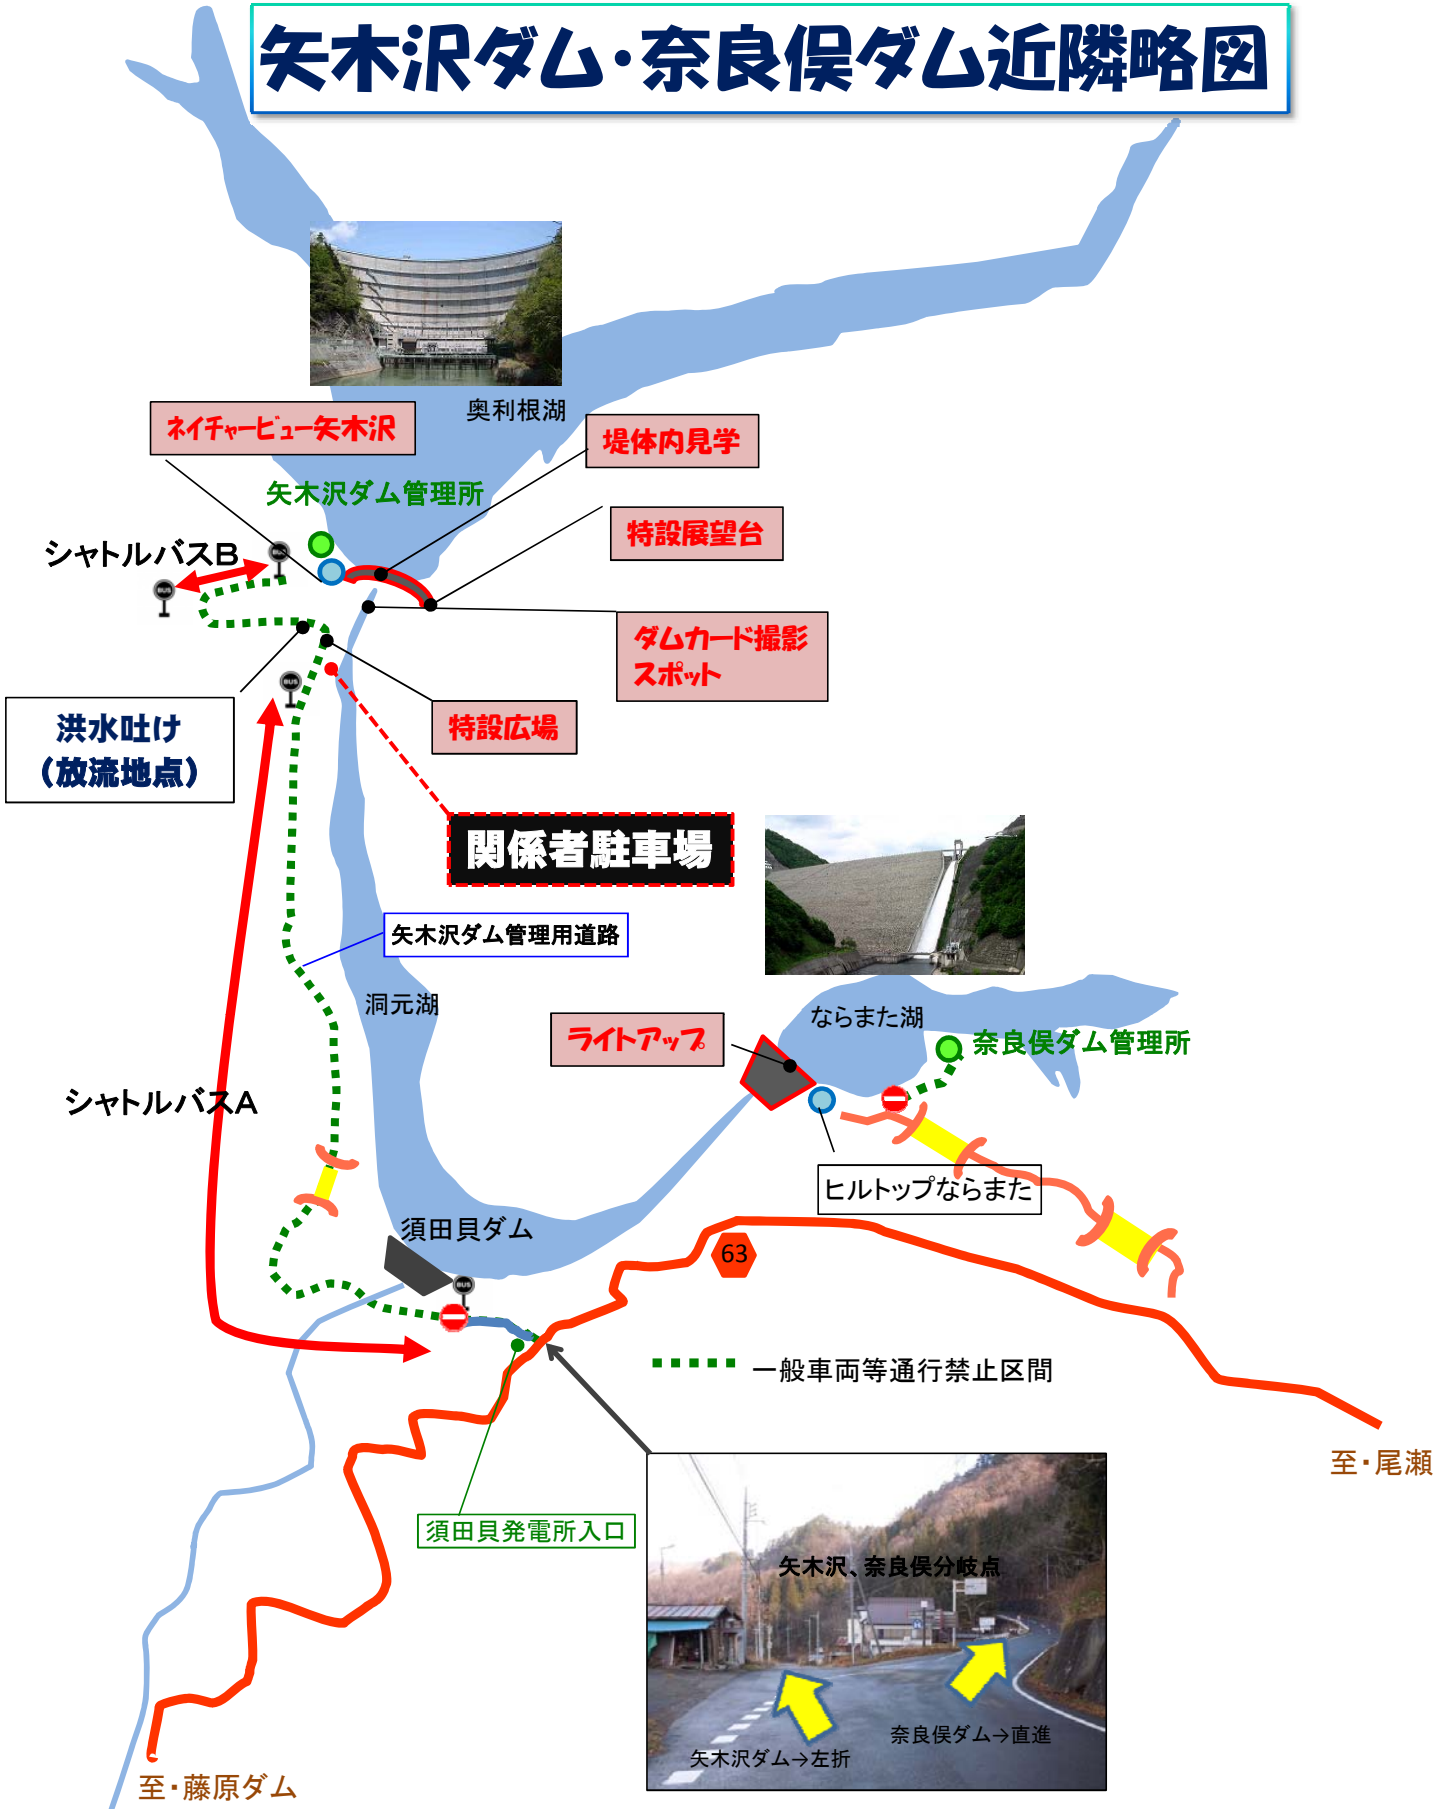 矢木沢ダム・奈良俣ダム近隣略図
奥利根湖
ネイチャービュー矢木沢
堤体内見学
矢木沢ダム管理所
特設展望台
シャトルバスB
BUS
BUS
ダムカード撮影
スポット
BUS
洪水吐け
（放流地点）
特設広場
関係者駐車場
矢木沢ダム管理用道路
洞元湖
ならまた湖
ライトアップ
奈良俣ダム管理所
シャトルバスA
ヒルトップならまた
須田貝ダム
63
BUS
一般車両等通行禁止区間
至・尾瀬
須田貝発電所入口
矢木沢、奈良俣分岐点
奈良俣ダム→直進
矢木沢ダム→左折
至・藤原ダム